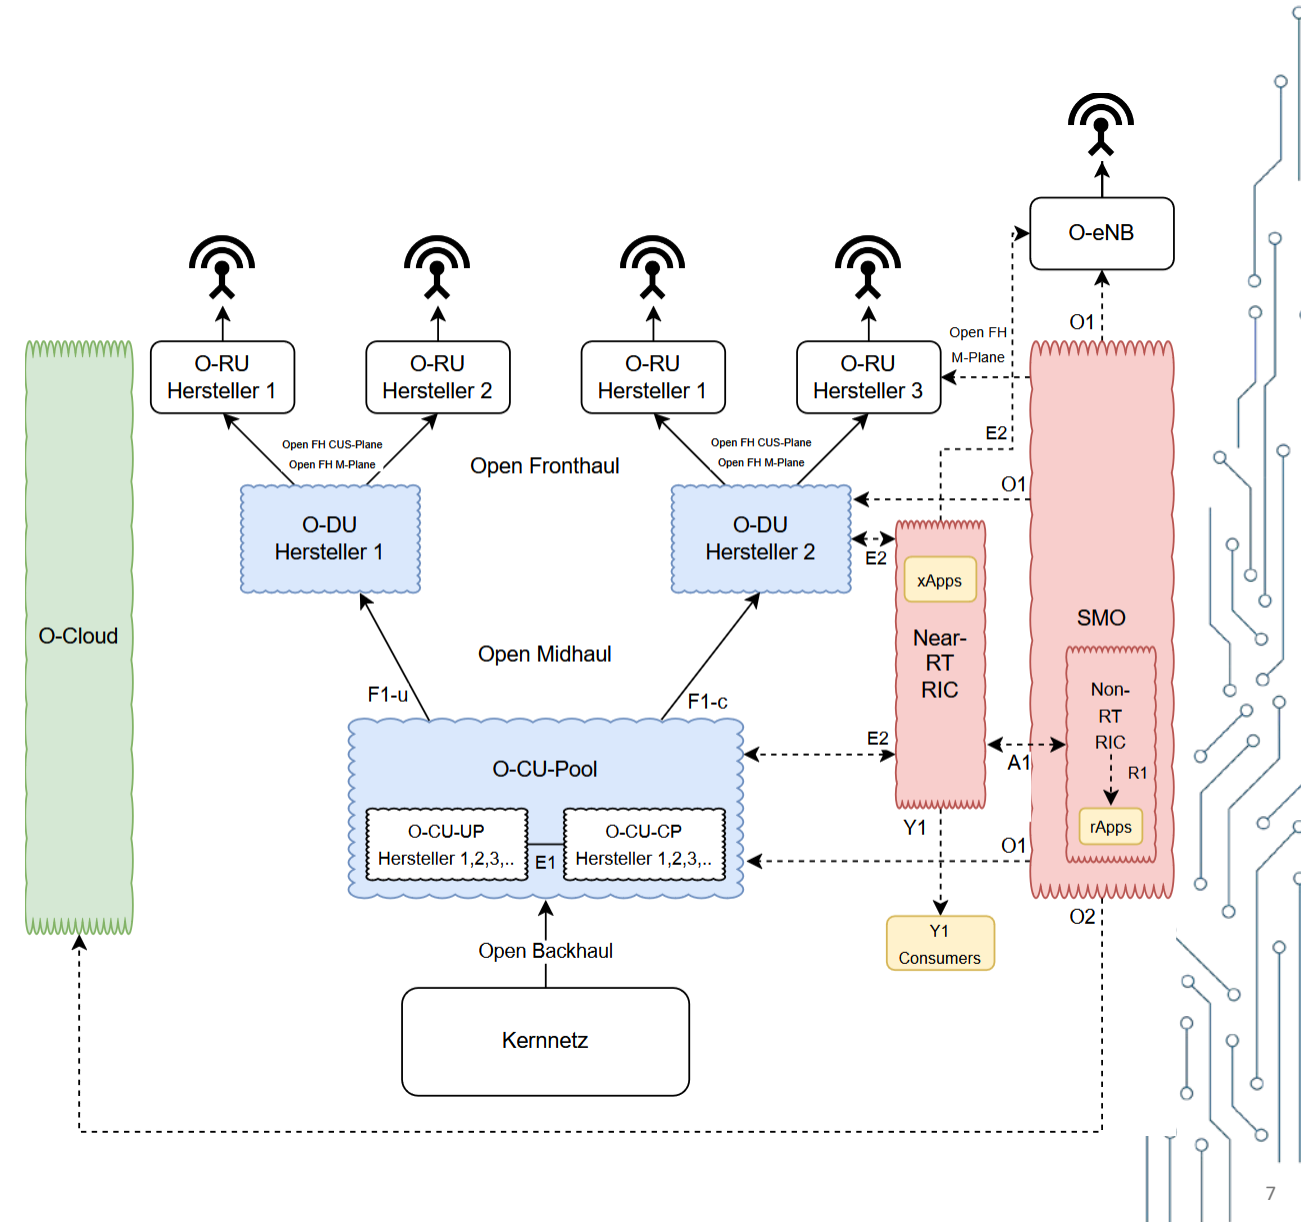 O-eNB
O1
Open FH
M-Plane
O-RU
Hersteller 1
O-RU
Hersteller 2
O-RU
Hersteller 1
O-RU
Hersteller 3
E2
Open FH CUS-Plane
Open FH M-Plane
Open Fronthaul
Open FH CUS-Plane
Open FH M-Plane
O1
O-DU
Hersteller 1
O-DU
Hersteller 2
E2
xApps
O-Cloud
Open Midhaul
Near-
RT
RIC
SMO
F1-u
F1-c
Non-
RT
RIC
E2
A1
R1
O-CU-Pool
O-CU-UP
Hersteller 1,2,3,..
E1
O-CU-CP
Hersteller 1,2,3,..
Y1
rApps
O1
O2
Y1
Consumers
Open Backhaul
Kernnetz
7